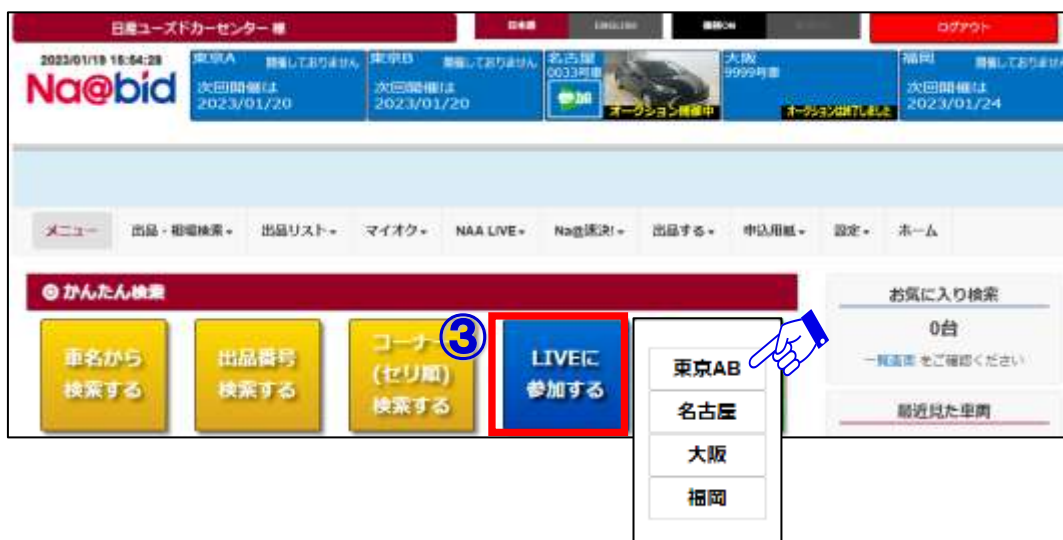 日産ユーズドカーセンター 様
日本語
ENGLISH
ログアウト
2023/01/19 16:54:28
Na@bid
東京A 開催しておりません
次回開催は
2023/01/20
東京B 開催しておりません
次回開催は
2023/01/20
名古屋
0033号車
参加
オークション開催中
大阪
9999号車
オークションは終了しました
福岡 開催しておりません
次回開催は
2023/01/24
メニュー 出品・相場検索 出品リスト マイオク NAA LIVE Na@速決! 出品する 申込用紙 設定 ホーム
かんたん検索
車名から
検索する
出品番号
検索する
コーナー
(セリ順)
検索する
③
LIVEに
参加する
東京AB
名古屋
大阪
福岡
お気に入り検索
0台
一覧画面 をご確認ください
最近見た車両